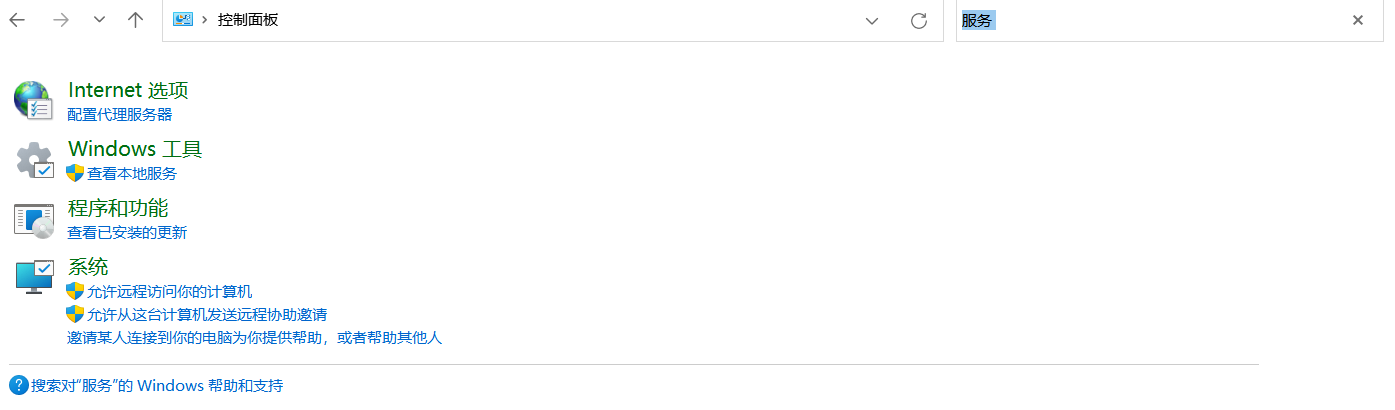 控制面板
服务
Internet 选项
配置代理服务器
Windows 工具
查看本地服务
程序和功能
查看已安装的更新
系统
允许远程访问你的计算机
允许从这台计算机发送远程协助邀请
邀请某人连接到你的电脑为你提供帮助，或者帮助其他人
搜索对"服务"的 Windows 帮助和支持